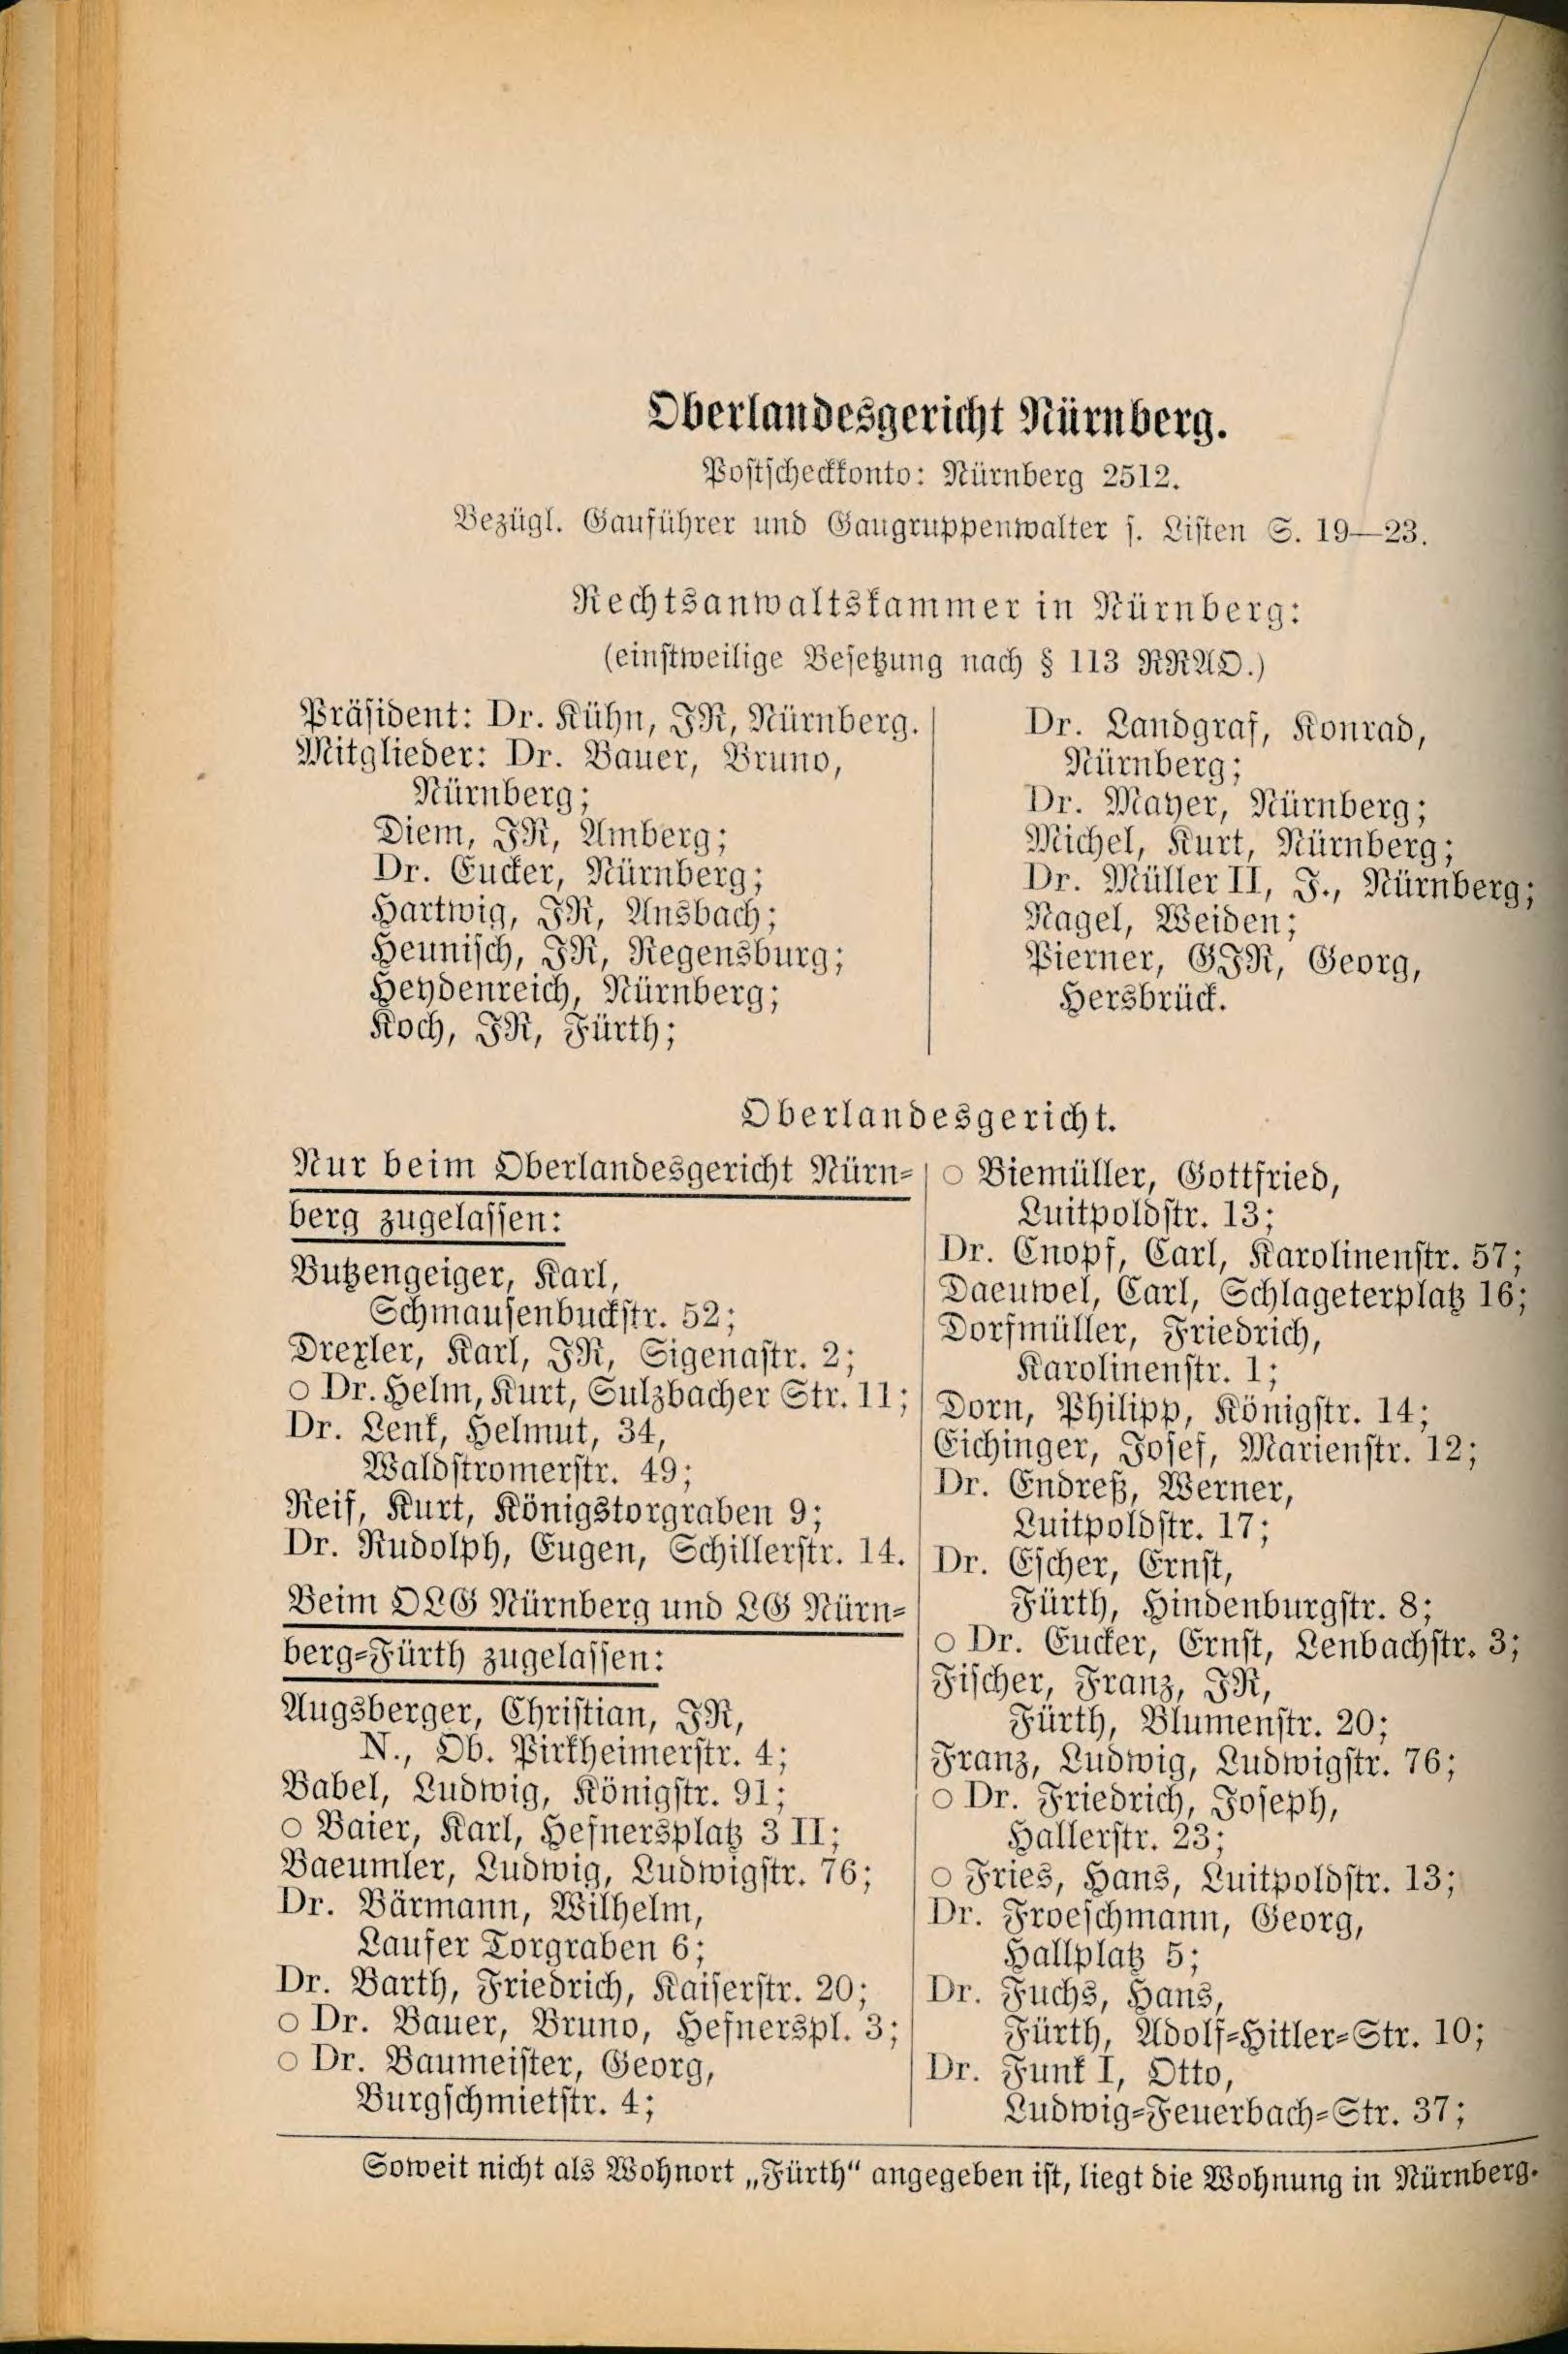 Oberlandesgericht Nürnberg.
Postscheckkonto: Nürnberg 2512.
Bezügl. Gauführer und Gaugruppenwalter s. Listen S. 19—23.
Rechtsanwaltskammer in Nürnberg:
(einstweilige Besetzung nach § 113 RRAO.)
Präsident: Dr. Kühn, JR, Nürnberg.
Mitglieder: Dr. Bauer, Bruno,
Nürnberg;
Diem, JR, Amberg;
Dr. Eucker, Nürnberg;
Hartwig, JR, Ansbach;
Heunisch, JR, Regensburg;
Heydenreich, Nürnberg;
Koch, JR, Fürth;
Dr. Landgraf, Konrad,
Nürnberg;
Dr. Mayer, Nürnberg;
Michel, Kurt, Nürnberg;
Dr. Müller II, J., Nürnberg;
Nagel, Weiden;
Pierner, GJR, Georg,
Hersbrück.
Oberlandesgericht.
Nur beim Oberlandesgericht Nürn-
berg zugelassen:
Butzengeiger, Karl,
Schmausenbuckstr. 52;
Drexler, Karl, JR, Sigenastr. 2;
○ Dr. Helm, Kurt, Sulzbacher Str. 11;
Dr. Lenk, Helmut, 34,
Waldstromerstr. 49;
Reif, Kurt, Königstorgraben 9;
Dr. Rudolph, Eugen, Schillerstr. 14.
Beim OLG Nürnberg und LG Nürn-
berg-Fürth zugelassen:
Augsberger, Christian, JR,
N., Ob. Pirkheimerstr. 4;
Babel, Ludwig, Königstr. 91;
○ Baier, Karl, Hefnersplatz 3 II;
Baeumler, Ludwig, Ludwigstr. 76;
Dr. Bärmann, Wilhelm,
Laufer Torgraben 6;
Dr. Barth, Friedrich, Kaiserstr. 20;
○ Dr. Bauer, Bruno, Hefnerspl. 3;
○ Dr. Baumeister, Georg,
Burgschmietstr. 4;
○ Biemüller, Gottfried,
Luitpoldstr. 13;
Dr. Cnopf, Carl, Karolinenstr. 57;
Daeuwel, Carl, Schlageterplatz 16;
Dorfmüller, Friedrich,
Karolinenstr. 1;
Dorn, Philipp, Königstr. 14;
Eichinger, Josef, Marienstr. 12;
Dr. Endreß, Werner,
Luitpoldstr. 17;
Dr. Escher, Ernst,
Fürth, Hindenburgstr. 8;
○ Dr. Eucker, Ernst, Lenbachstr. 3;
Fischer, Franz, JR,
Fürth, Blumenstr. 20;
Franz, Ludwig, Ludwigstr. 76;
○ Dr. Friedrich, Joseph,
Hallerstr. 23;
○ Fries, Hans, Luitpoldstr. 13;
Dr. Froeschmann, Georg,
Hallplatz 5;
Dr. Fuchs, Hans,
Fürth, Adolf-Hitler-Str. 10;
Dr. Funk I, Otto,
Ludwig-Feuerbach-Str. 37;
Soweit nicht als Wohnort „Fürth“ angegeben ist, liegt die Wohnung in Nürnberg.